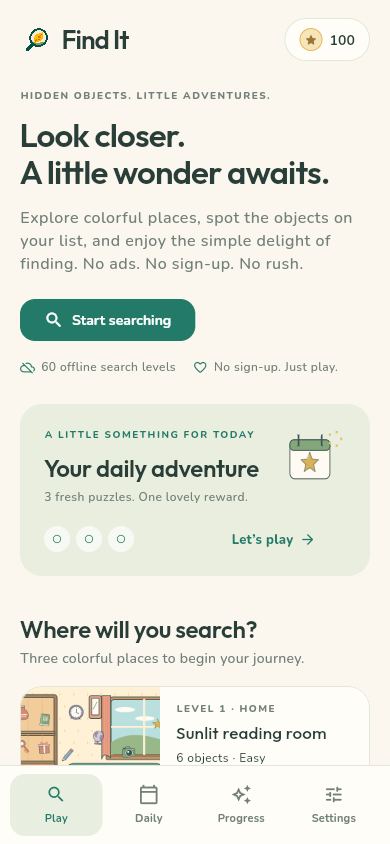 Find It
100
HIDDEN OBJECTS. LITTLE ADVENTURES.
Look closer.
A little wonder awaits.
Explore colorful places, spot the objects on
your list, and enjoy the simple delight of
finding. No ads. No sign-up. No rush.
Start searching
60 offline search levels
No sign-up. Just play.
A LITTLE SOMETHING FOR TODAY
Your daily adventure
3 fresh puzzles. One lovely reward.
Let’s play
Where will you search?
Three colorful places to begin your journey.
LEVEL 1 · HOME
Sunlit reading room
6 objects · Easy
Play
Daily
Progress
Settings